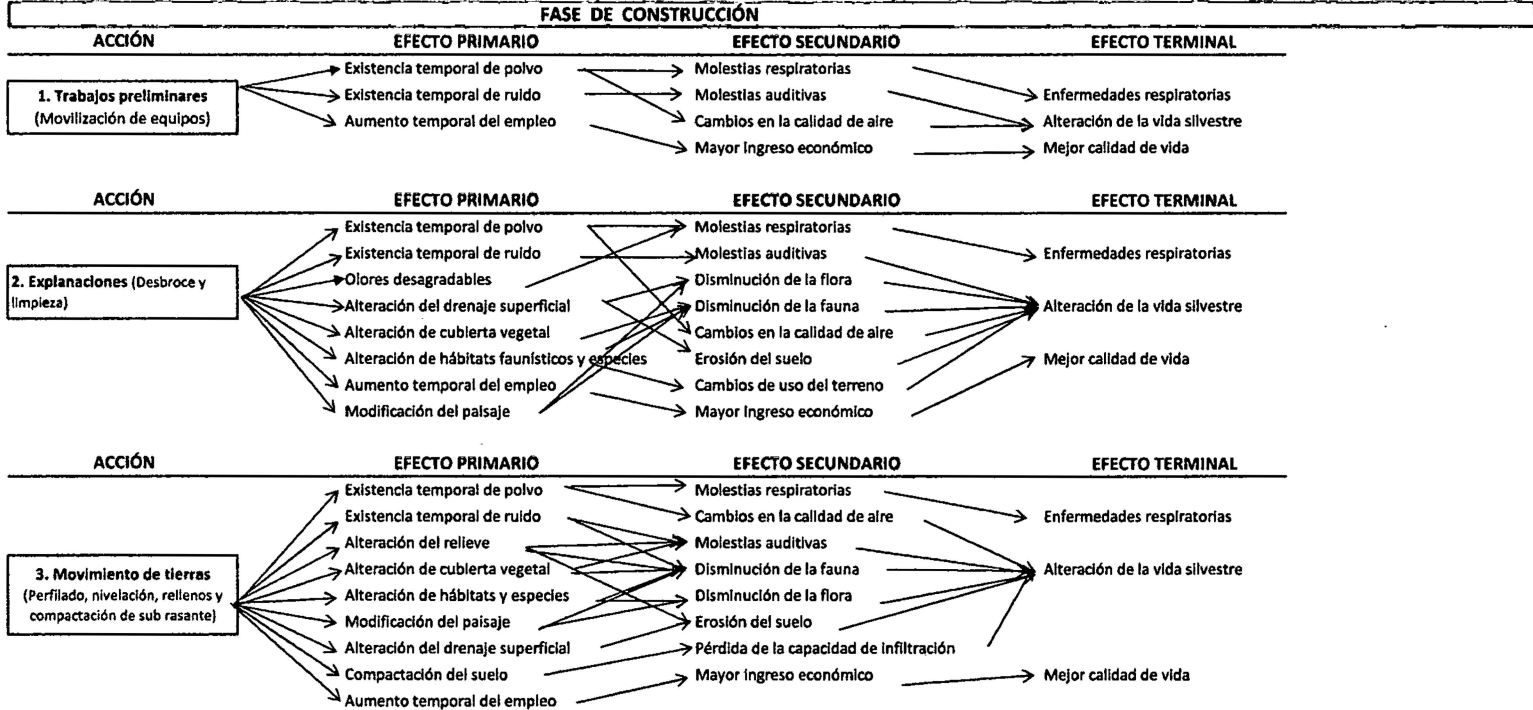 FASE DE CONSTRUCCIÓN
ACCIÓN EFECTO PRIMARIO EFECTO SECUNDARIO EFECTO TERMINAL
1. Trabajos preliminares
(Movilización de equipos)
Existencia temporal de polvo
Existencia temporal de ruido
Aumento temporal del empleo
Molestias respiratorias
Molestias auditivas
Cambios en la calidad de aire
Mayor ingreso económico
Enfermedades respiratorias
Alteración de la vida silvestre
Mejor calidad de vida
ACCIÓN EFECTO PRIMARIO EFECTO SECUNDARIO EFECTO TERMINAL
2. Explanaciones (Desbroce y
limpieza)
Existencia temporal de polvo
Existencia temporal de ruido
Olores desagradables
Alteración del drenaje superficial
Alteración de cubierta vegetal
Alteración de hábitats faunísticos y especies
Aumento temporal del empleo
Modificación del paisaje
Molestias respiratorias
Molestias auditivas
Disminución de la flora
Disminución de la fauna
Cambios en la calidad de aire
Erosión del suelo
Cambios de uso del terreno
Mayor ingreso económico
Enfermedades respiratorias
Alteración de la vida silvestre
Mejor calidad de vida
ACCIÓN EFECTO PRIMARIO EFECTO SECUNDARIO EFECTO TERMINAL
3. Movimiento de tierras
(Perfilado, nivelación, rellenos y
compactación de sub rasante)
Existencia temporal de polvo
Existencia temporal de ruido
Alteración del relieve
Alteración de cubierta vegetal
Alteración de hábitats y especies
Modificación del paisaje
Alteración del drenaje superficial
Compactación del suelo
Aumento temporal del empleo
Molestias respiratorias
Cambios en la calidad de aire
Molestias auditivas
Disminución de la fauna
Disminución de la flora
Erosión del suelo
Pérdida de la capacidad de infiltración
Mayor ingreso económico
Enfermedades respiratorias
Alteración de la vida silvestre
Mejor calidad de vida